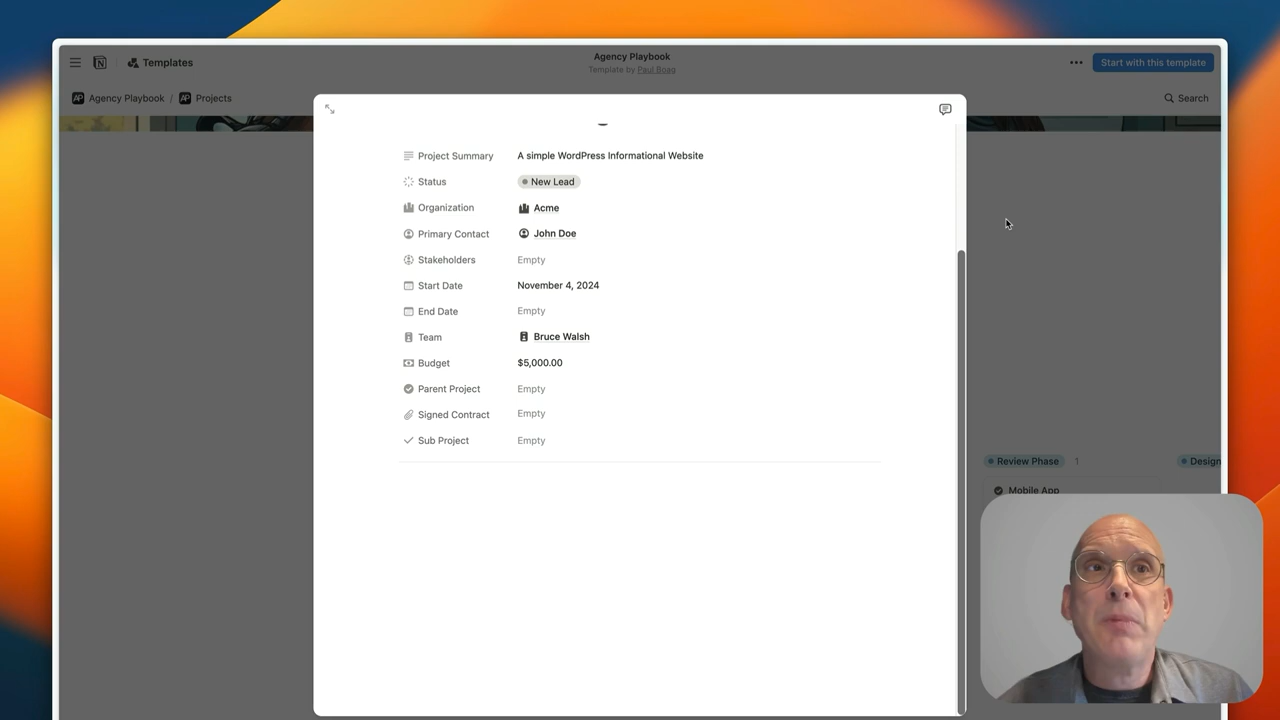 Templates
Agency Playbook
Template by Paul Boag
Start with this template
Agency Playbook / Projects
Search
Project Summary A simple WordPress Informational Website
Status New Lead
Organization Acme
Primary Contact John Doe
Stakeholders Empty
Start Date November 4, 2024
End Date Empty
Team Bruce Walsh
Budget $5,000.00
Parent Project Empty
Signed Contract Empty
Sub Project Empty
Review Phase 1
Design
Mobile App